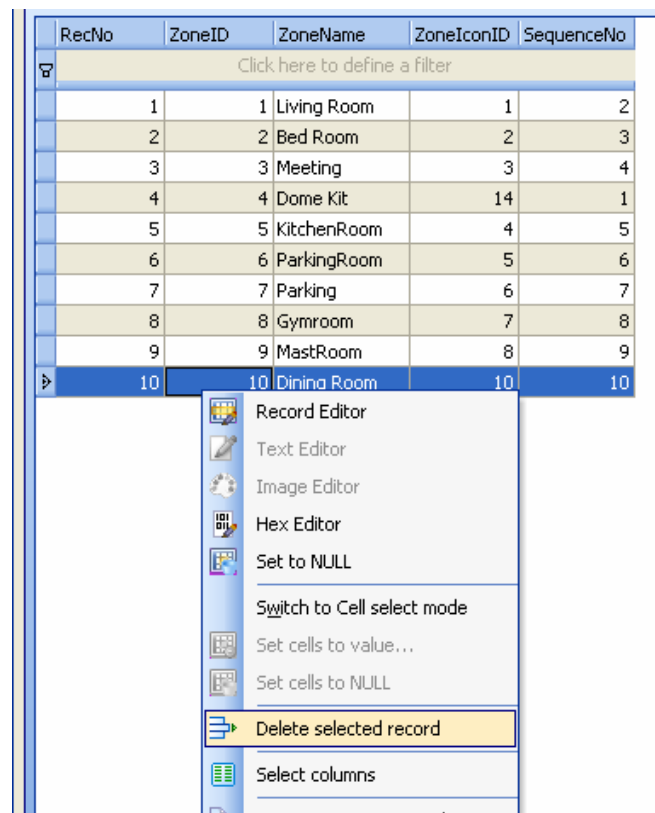 RecNo ZoneID ZoneName ZoneIconID SequenceNo
Click here to define a filter
1 1 Living Room 1 2
2 2 Bed Room 2 3
3 3 Meeting 3 4
4 4 Dome Kit 14 1
5 5 KitchenRoom 4 5
6 6 ParkingRoom 5 6
7 7 Parking 6 7
8 8 Gymroom 7 8
9 9 MastRoom 8 9
10 10 Dining Room 10 10
Record Editor
Text Editor
Image Editor
Hex Editor
Set to NULL
Switch to Cell select mode
Set cells to value...
Set cells to NULL
Delete selected record
Select columns